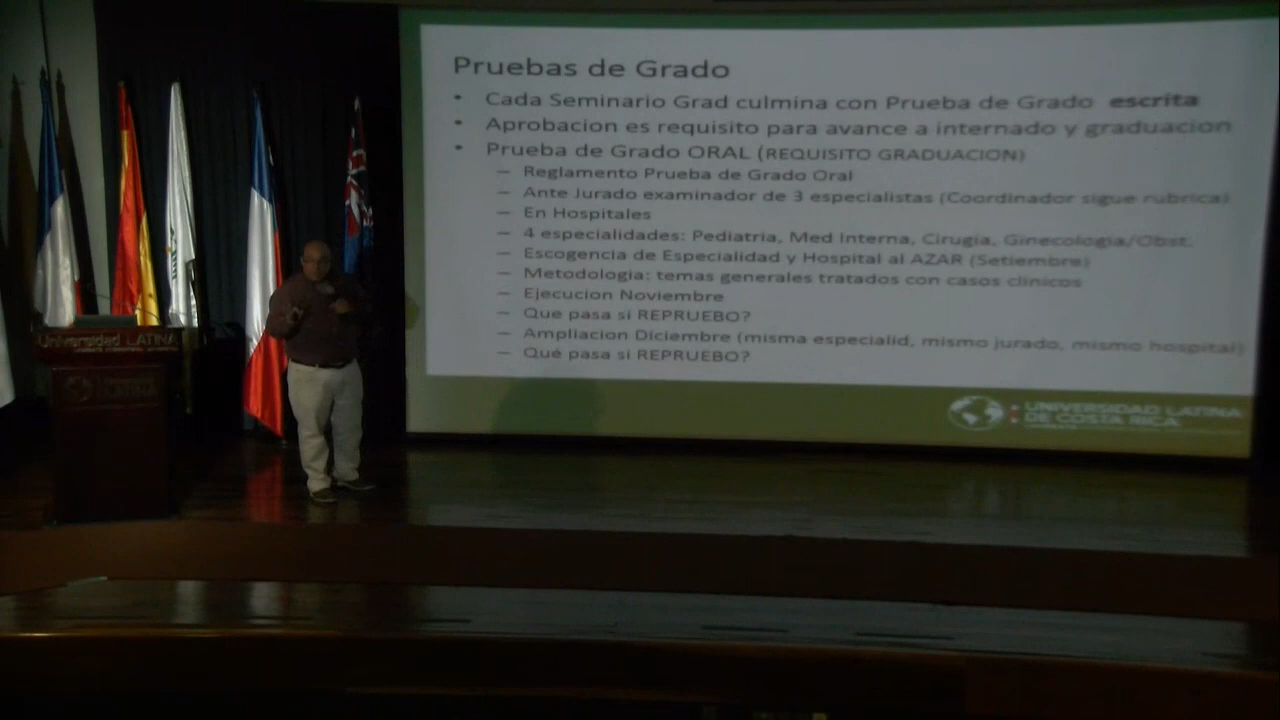 Pruebas de Grado
• Cada Seminario Grad culmina con Prueba de Grado escrita
• Aprobacion es requisito para avance a internado y graduacion
• Prueba de Grado ORAL (REQUISITO GRADUACION)
– Reglamento Prueba de Grado Oral
– Ante Jurado examinador de 3 especialistas (Coordinador sigue rubrica)
– En Hospitales
– 4 especialidades: Pediatria, Med Interna, Cirugia, Ginecologia/Obst.
– Escogencia de Especialidad y Hospital al AZAR (Setiembre)
– Metodologia: temas generales tratados con casos clinicos
– Ejecucion Noviembre
– Que pasa si REPRUEBO?
– Ampliacion Diciembre (misma especialid, mismo jurado, mismo hospital)
– Qué pasa si REPRUEBO?
UNIVERSIDAD LATINA
DE COSTA RICA
Universidad LATINA